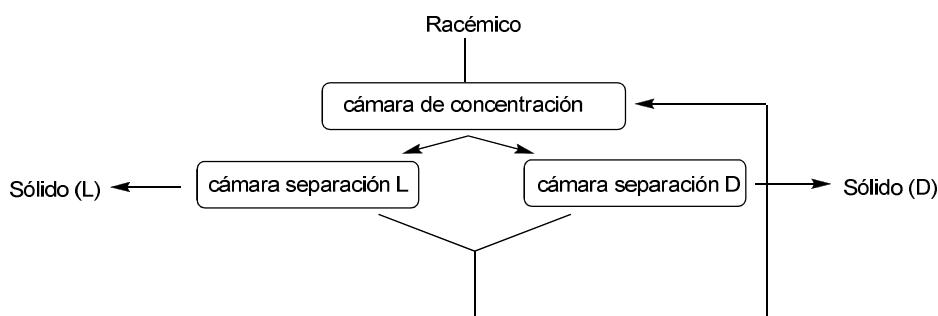 Racémico
cámara de concentración
Sólido (L)
cámara separación L
cámara separación D
Sólido (D)